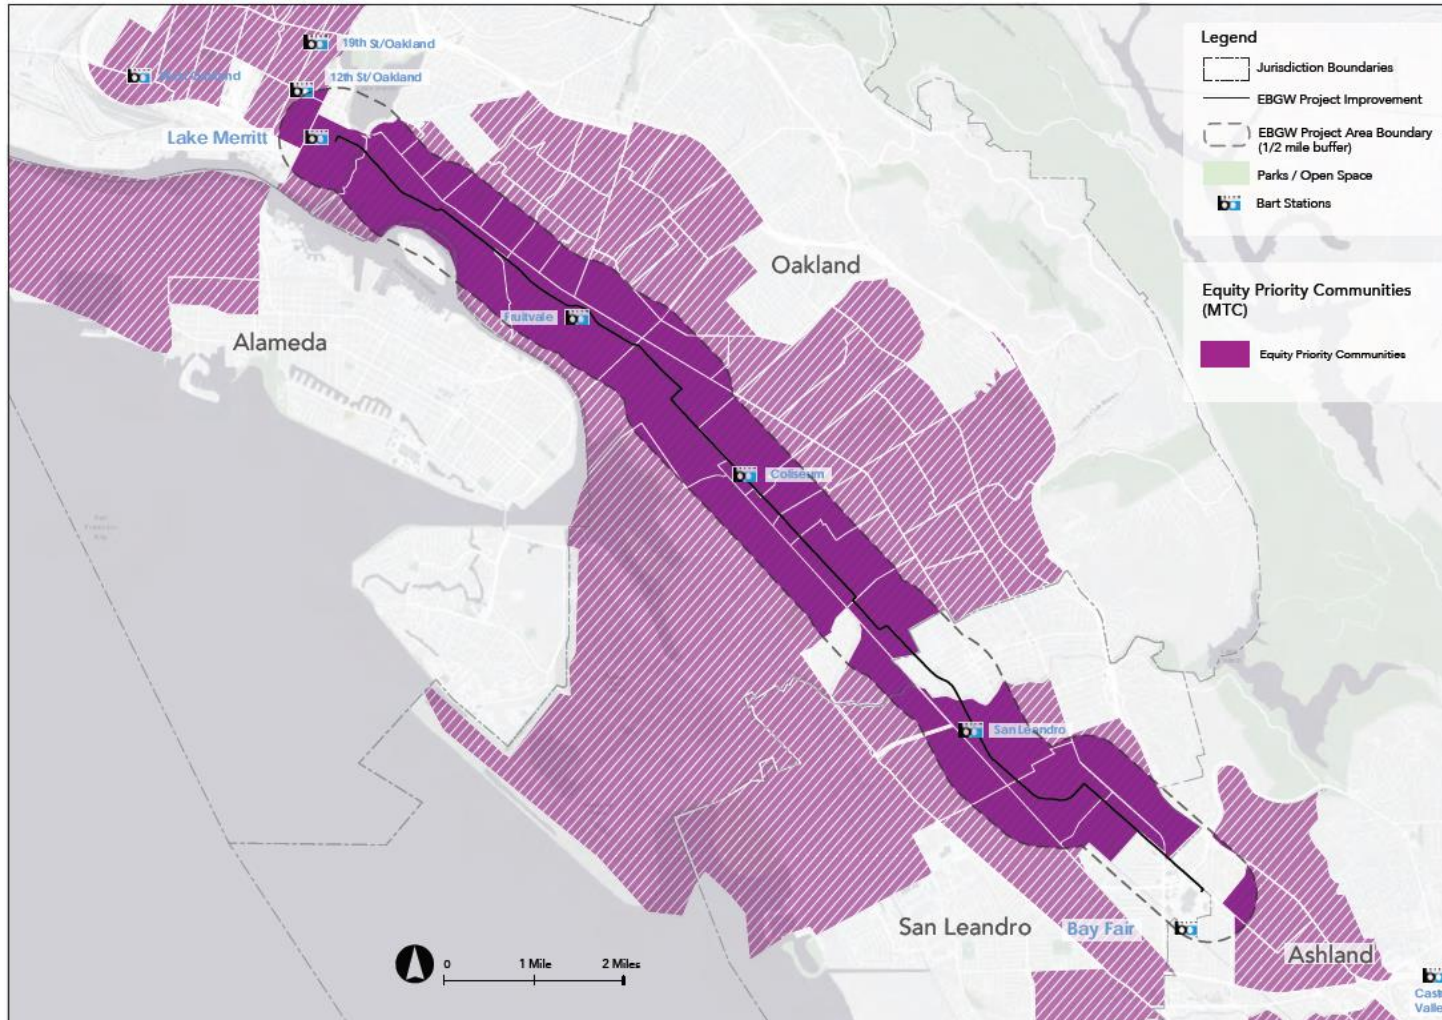 19th St/Oakland
12th St/Oakland
Lake Merritt
Oakland
Alameda
Fruitvale
Coliseum
San Leandro
San Leandro
Bay Fair
Ashland
0
1 Mile
2 Miles
Legend
Jurisdiction Boundaries
EBGW Project Improvement
EBGW Project Area Boundary
(1/2 mile buffer)
Parks / Open Space
Bart Stations
Equity Priority Communities
(MTC)
Equity Priority Communities